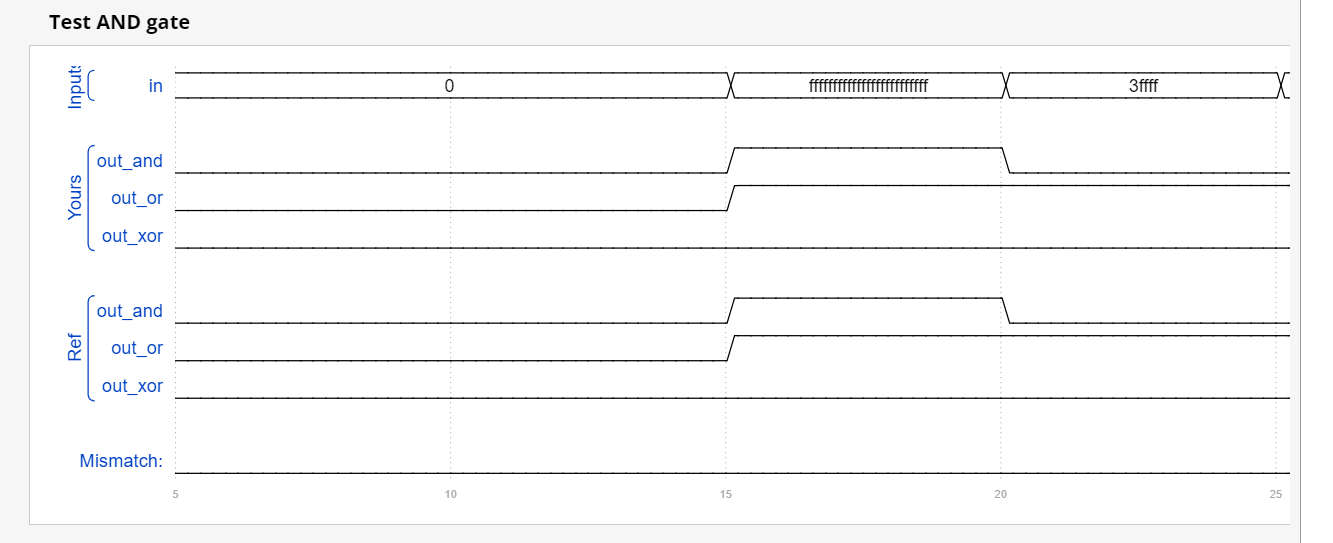 Test AND gate
Inputs
in
0
fffffffffffffffffffffffff
3ffff
Yours
out_and
out_or
out_xor
Ref
out_and
out_or
out_xor
Mismatch:
5 10 15 20 25